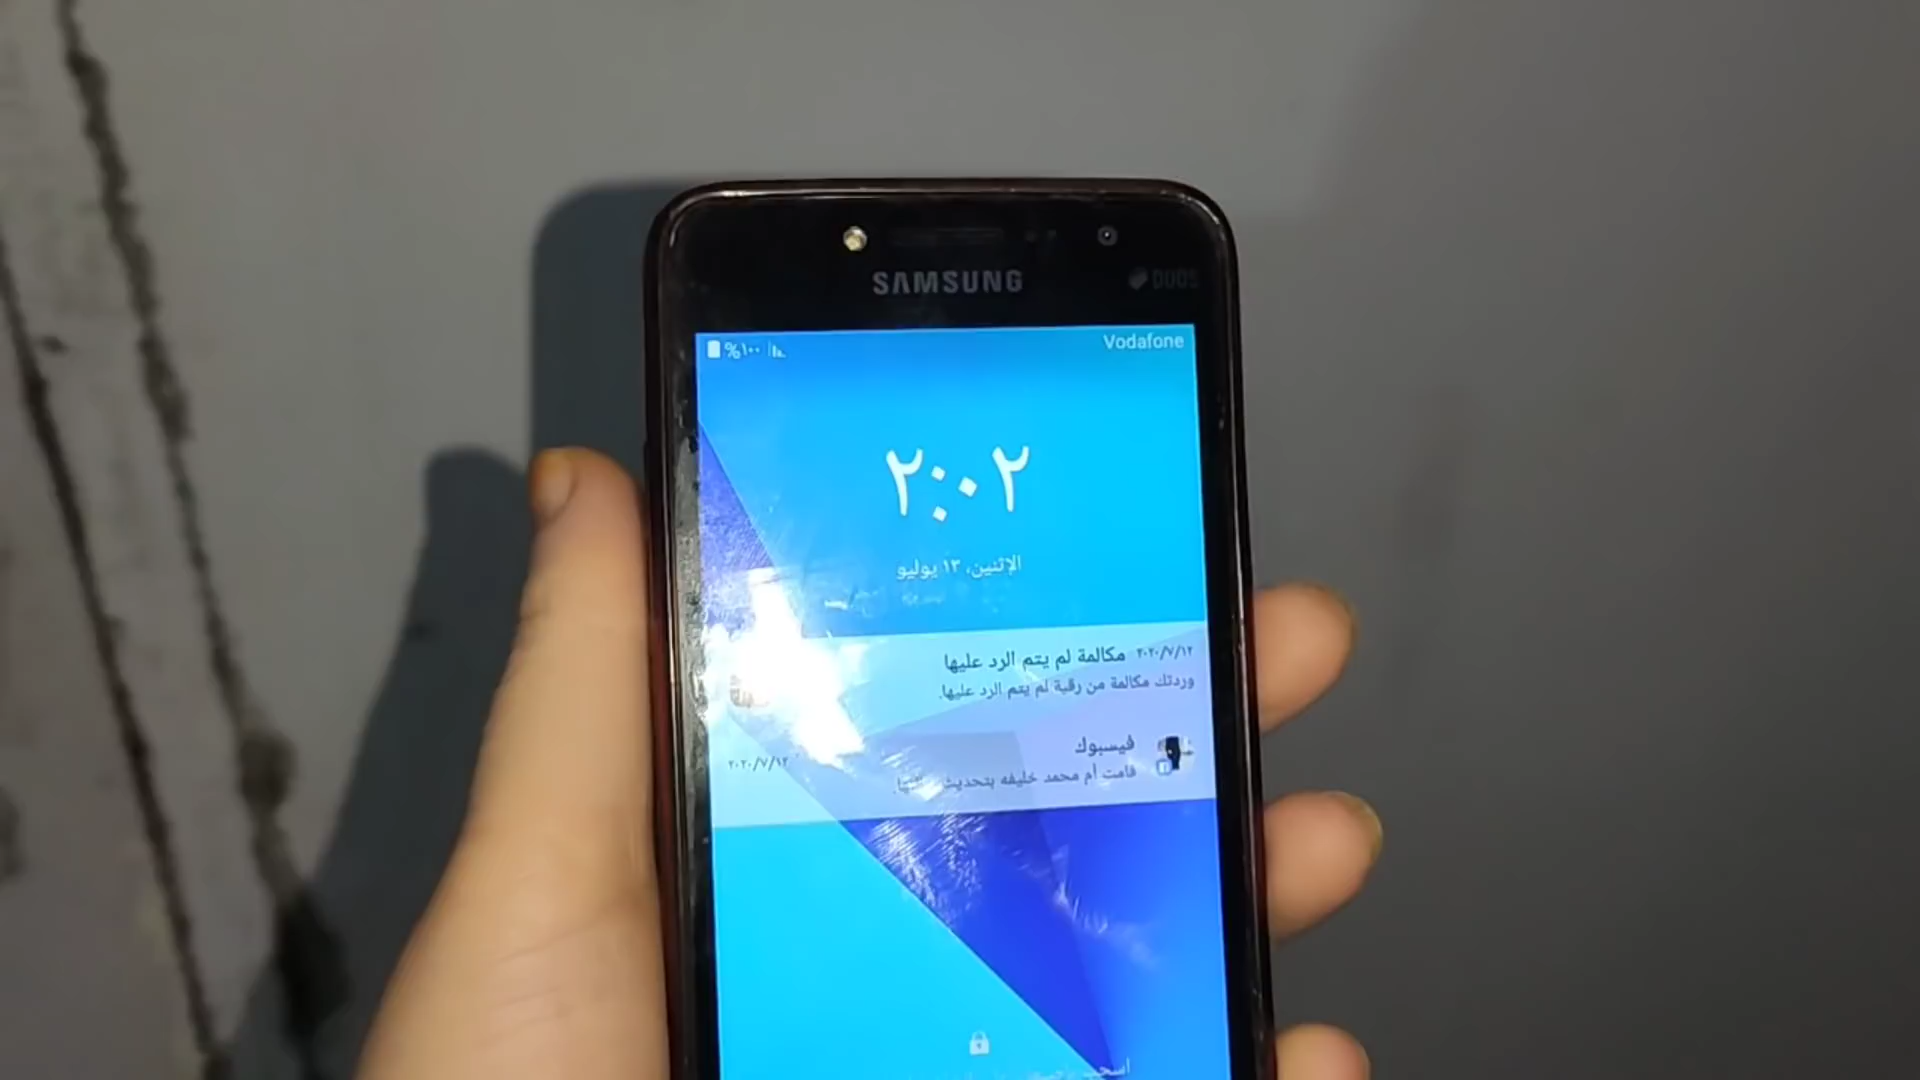 SAMSUNG
DUOS
%١٠٠
Vodafone
٢:٠٢
الإثنين، ١٣ يوليو
مكالمة لم يتم الرد عليها ٢٠٢٠/٧/١٢
وردتك مكالمة من رقية لم يتم الرد عليها.
فيسبوك
٢٠٢٠/٧/١٢
قامت أم محمد خليفه بتحديث
اسحب